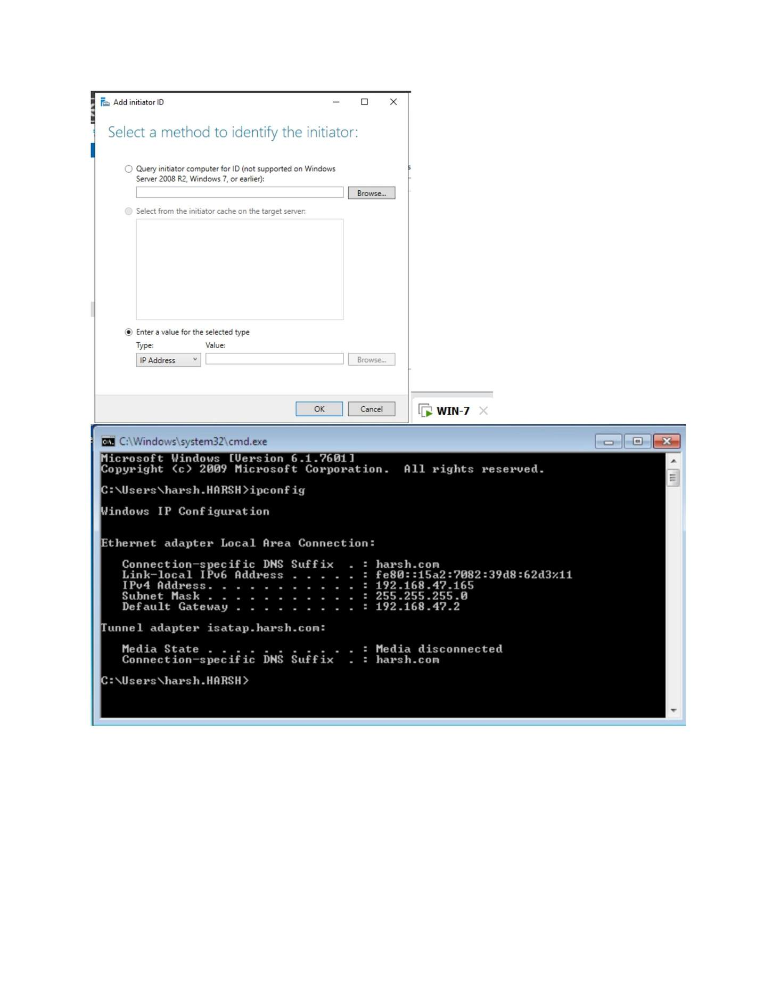 Add initiator ID
Select a method to identify the initiator:
Query initiator computer for ID (not supported on Windows
Server 2008 R2, Windows 7, or earlier):
Browse...
Select from the initiator cache on the target server:
Enter a value for the selected type
Type: Value:
IP Address Browse...
OK Cancel
WIN-7
C:\Windows\system32\cmd.exe
Microsoft Windows [Version 6.1.7601]
Copyright (c) 2009 Microsoft Corporation.  All rights reserved.
C:\Users\harsh.HARSH>ipconfig
Windows IP Configuration
Ethernet adapter Local Area Connection:
Connection-specific DNS Suffix  . : harsh.com
Link-local IPv6 Address . . . . . : fe80::15a2:7082:39d8:62d3%11
IPv4 Address. . . . . . . . . . . : 192.168.47.165
Subnet Mask . . . . . . . . . . . : 255.255.255.0
Default Gateway . . . . . . . . . : 192.168.47.2
Tunnel adapter isatap.harsh.com:
Media State . . . . . . . . . . . : Media disconnected
Connection-specific DNS Suffix  . : harsh.com
C:\Users\harsh.HARSH>